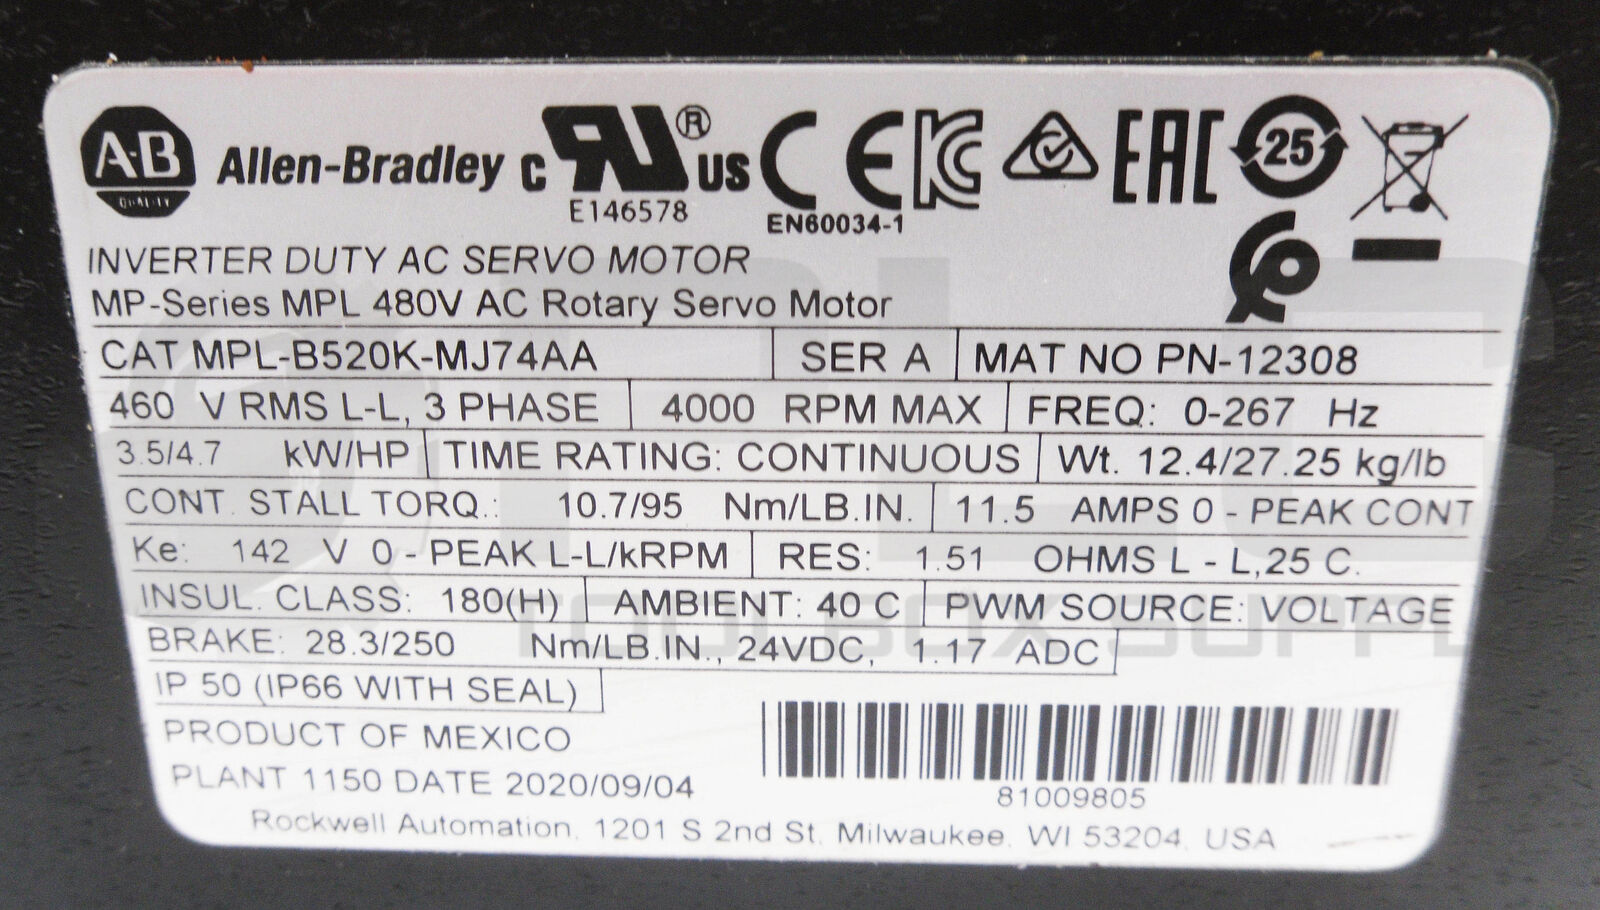 A-B QUALITY Allen-Bradley c RU® US CE EAC 25
E146578 EN60034-1
INVERTER DUTY AC SERVO MOTOR
MP-Series MPL 480V AC Rotary Servo Motor
CAT MPL-B520K-MJ74AA SER A MAT NO PN-12308
460 V RMS L-L, 3 PHASE 4000 RPM MAX FREQ: 0-267 Hz
3.5/4.7 kW/HP TIME RATING: CONTINUOUS Wt. 12.4/27.25 kg/lb
CONT. STALL TORQ.: 10.7/95 Nm/LB.IN. 11.5 AMPS 0 - PEAK CONT
Ke: 142 V 0 - PEAK L-L/kRPM RES: 1.51 OHMS L - L,25 C.
INSUL. CLASS: 180(H) AMBIENT: 40 C PWM SOURCE: VOLTAGE
BRAKE: 28.3/250 Nm/LB.IN., 24VDC, 1.17 ADC
IP 50 (IP66 WITH SEAL)
PRODUCT OF MEXICO
PLANT 1150 DATE 2020/09/04
81009805
Rockwell Automation, 1201 S 2nd St, Milwaukee, WI 53204, USA